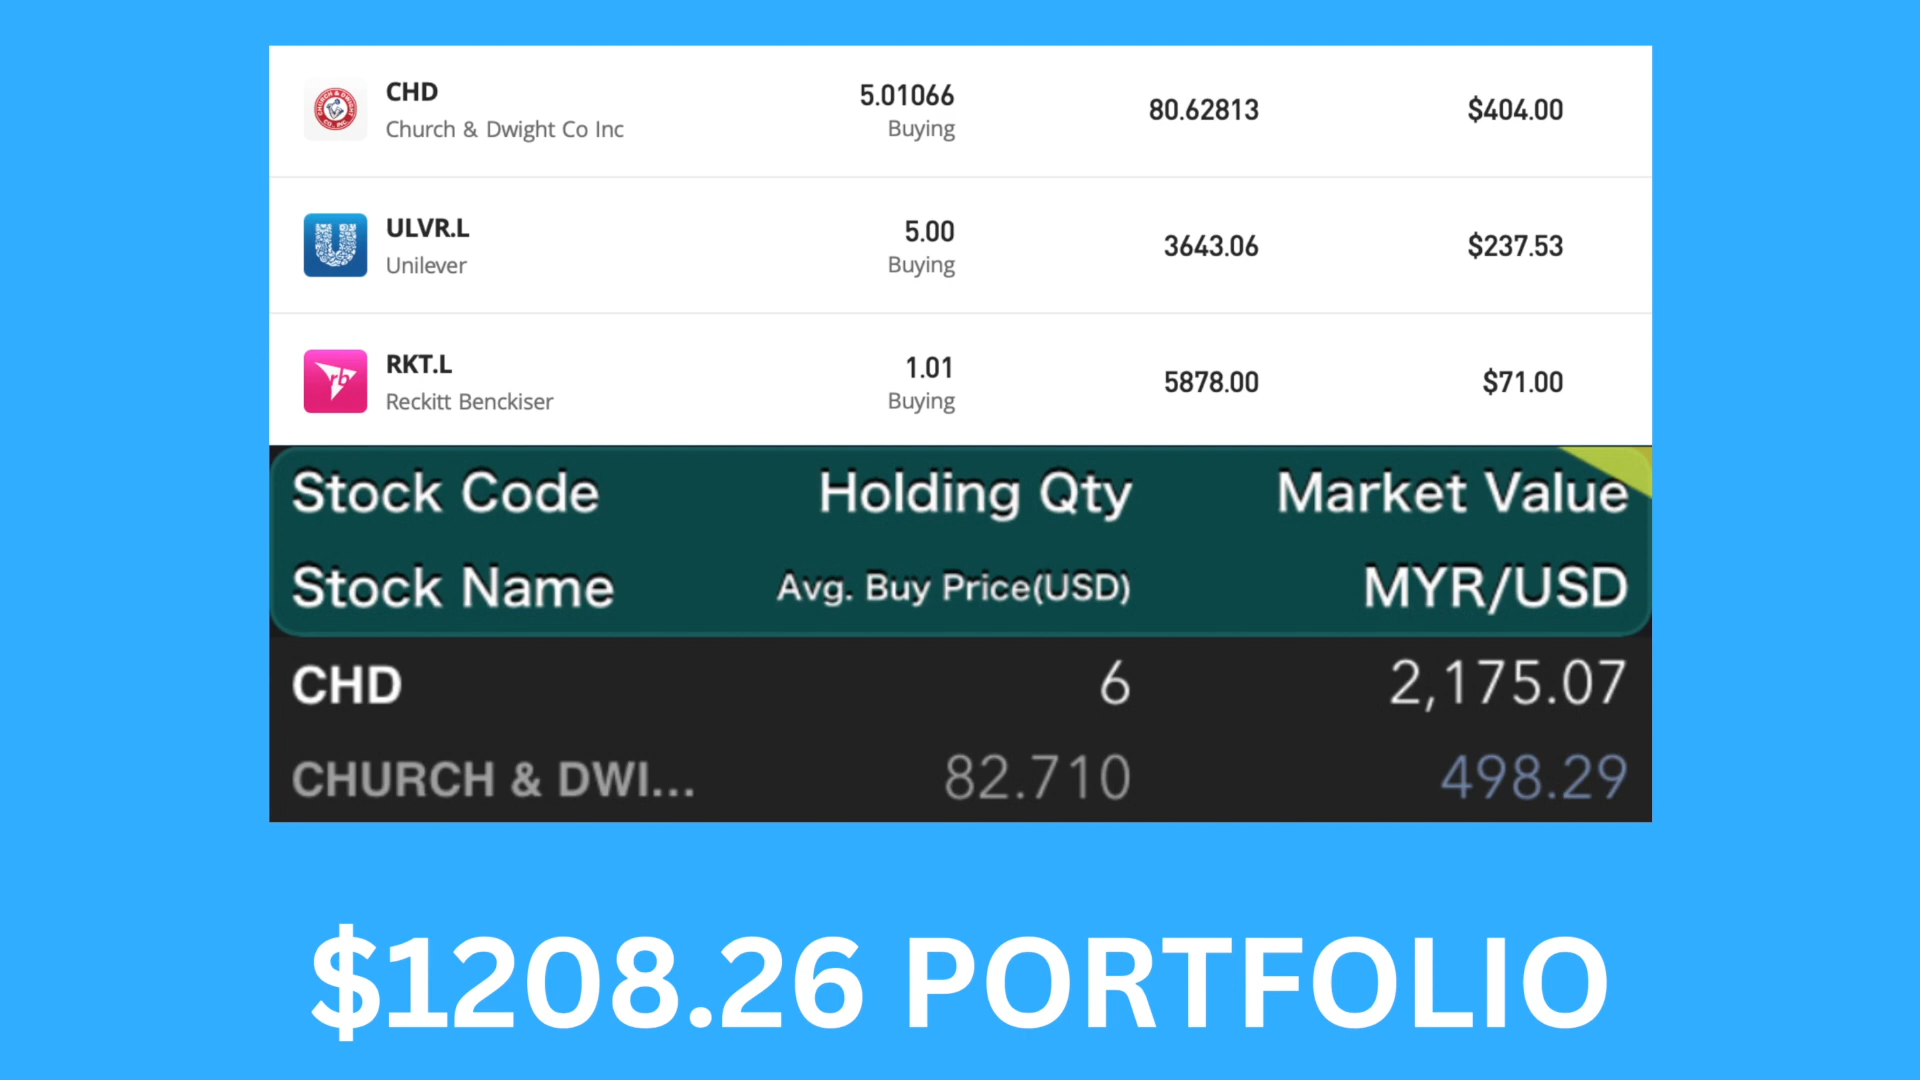 CHD 5.01066 80.62813 $404.00
Church & Dwight Co Inc Buying
ULVR.L 5.00 3643.06 $237.53
Unilever Buying
RKT.L 1.01 5878.00 $71.00
Reckitt Benckiser Buying
rb
Stock Code Holding Qty Market Value
Stock Name Avg. Buy Price(USD) MYR/USD
CHD 6 2,175.07
CHURCH & DWI... 82.710 498.29
$1208.26 PORTFOLIO